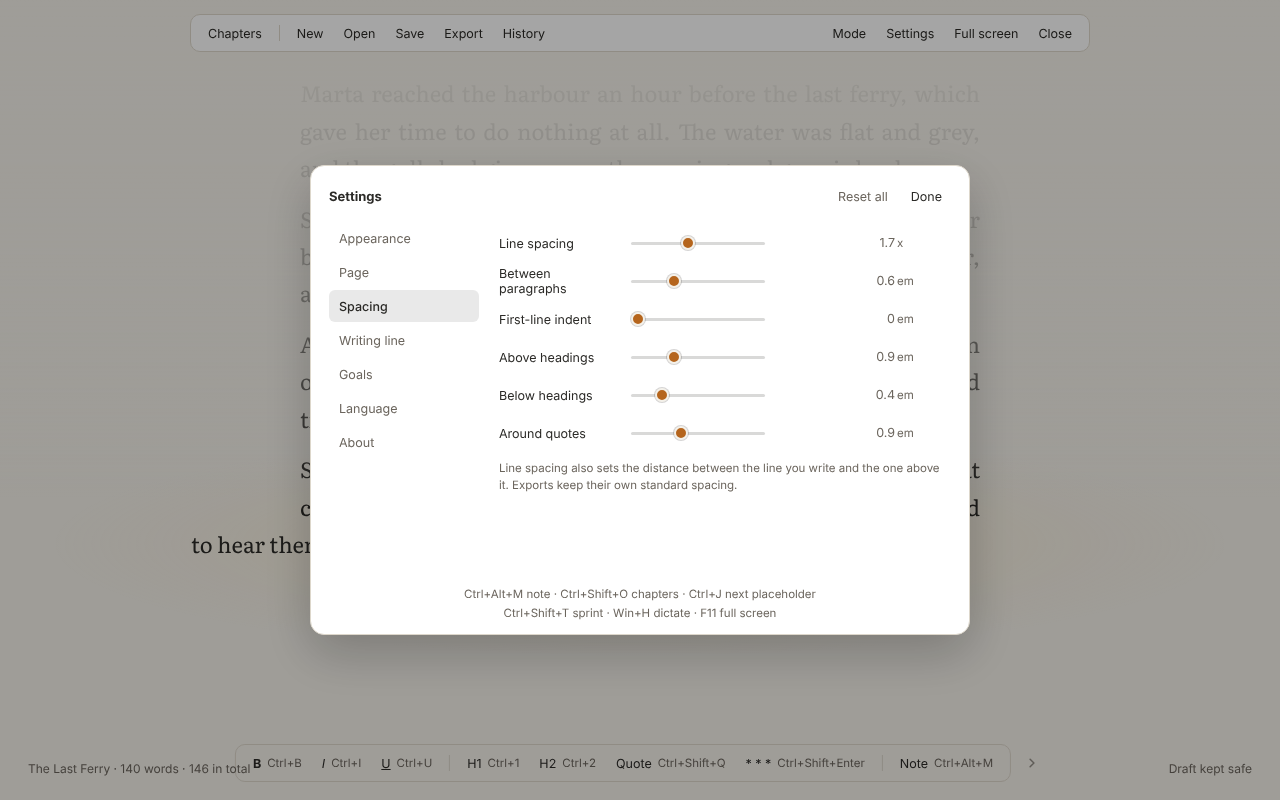 Chapters New Open Save Export History Mode Settings Full screen Close
Marta reached the harbour an hour before the last ferry, which
gave her time to do nothing at all. The water was flat and grey,
Settings Reset all Done
Appearance
Page
Spacing
Writing line
Goals
Language
About
Line spacing 1.7 x
Between paragraphs 0.6 em
First-line indent 0 em
Above headings 0.9 em
Below headings 0.4 em
Around quotes 0.9 em
Line spacing also sets the distance between the line you write and the one above
it. Exports keep their own standard spacing.
to hear
Ctrl+Alt+M note · Ctrl+Shift+O chapters · Ctrl+J next placeholder
Ctrl+Shift+T sprint · Win+H dictate · F11 full screen
The Last Ferry · 140 words · 146 in total
B Ctrl+B I Ctrl+I U Ctrl+U H1 Ctrl+1 H2 Ctrl+2 Quote Ctrl+Shift+Q * * * Ctrl+Shift+Enter Note Ctrl+Alt+M
Draft kept safe